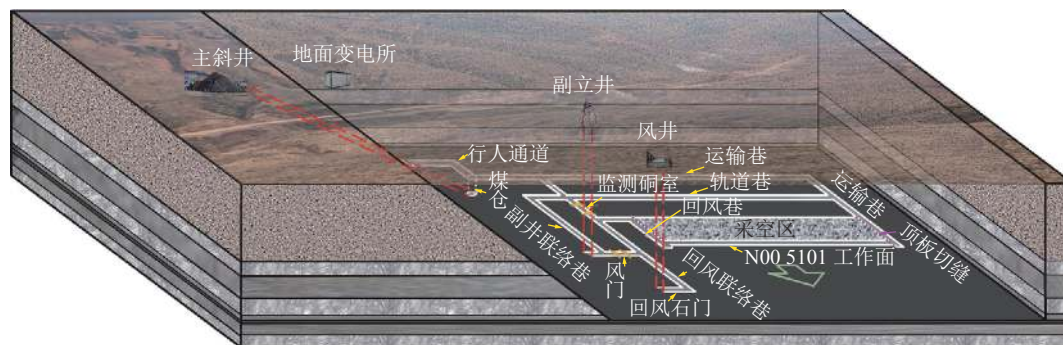 主斜井
地面变电所
副立井
风井
行人通道
运输巷
煤仓
监测硐室
轨道巷
运输巷
回风巷
采空区
副井联络巷
顶板切缝
N00 5101 工作面
风门
回风联络巷
回风石门